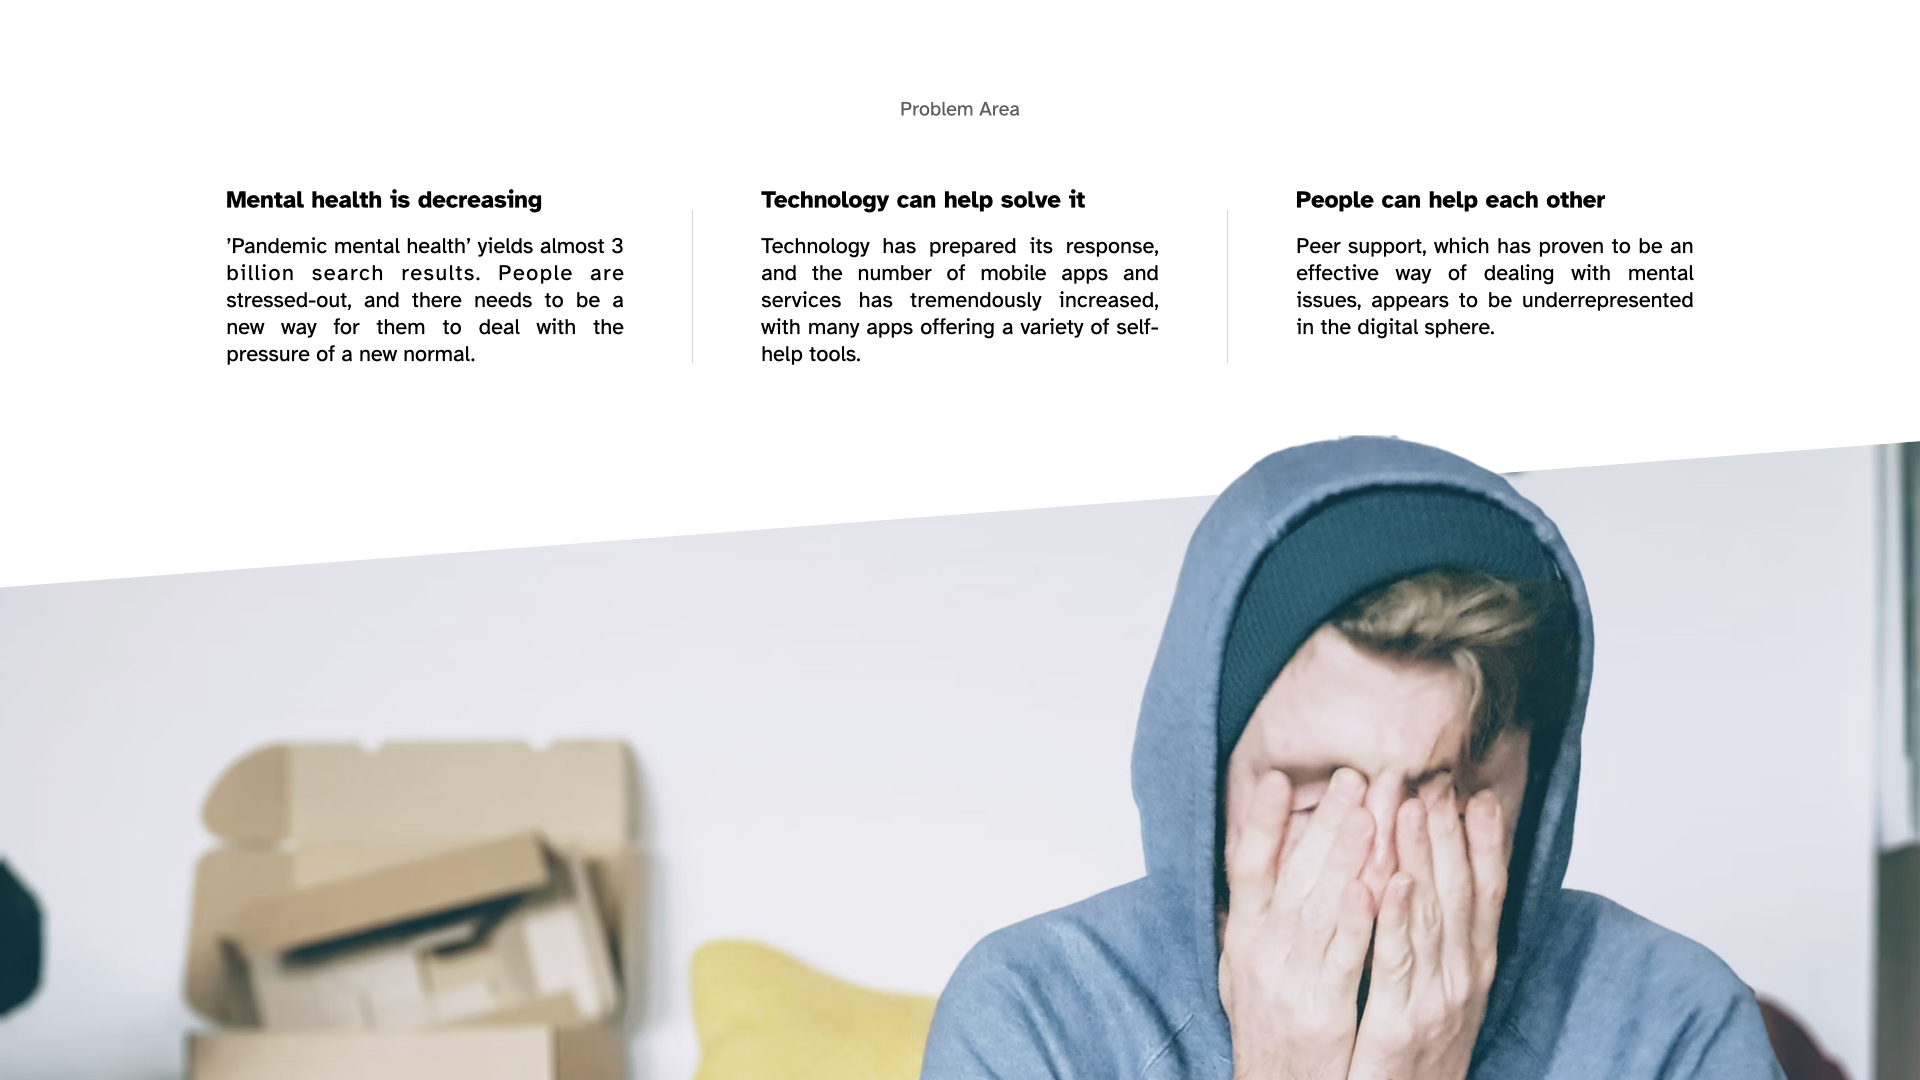 Problem Area
Mental health is decreasing
’Pandemic mental health’ yields almost 3
billion search results. People are
stressed-out, and there needs to be a
new way for them to deal with the
pressure of a new normal.
Technology can help solve it
Technology has prepared its response,
and the number of mobile apps and
services has tremendously increased,
with many apps offering a variety of self-
help tools.
People can help each other
Peer support, which has proven to be an
effective way of dealing with mental
issues, appears to be underrepresented
in the digital sphere.